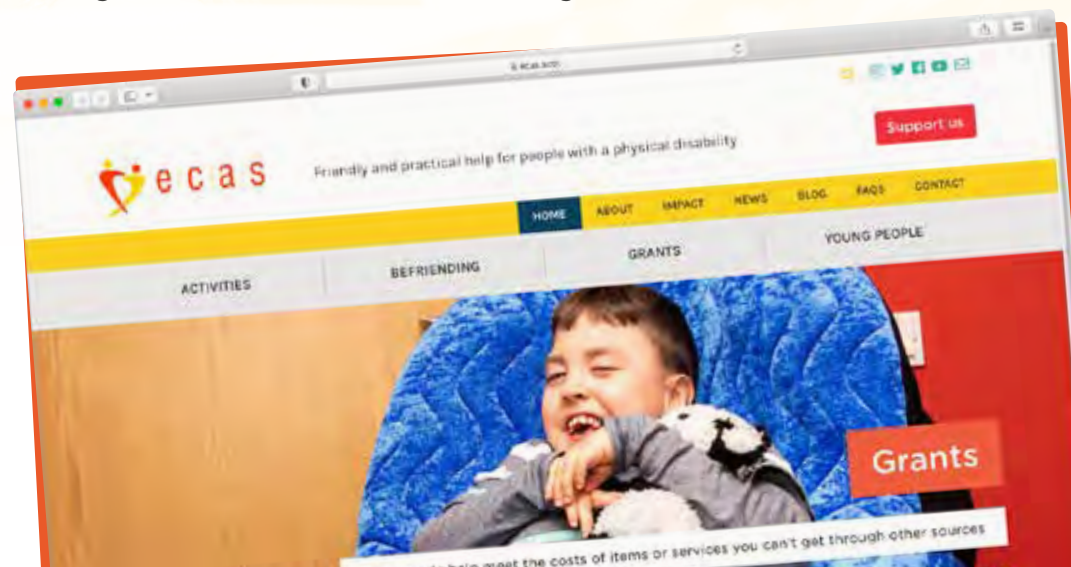 ecas
Friendly and practical help for people with a physical disability
Support us
HOME ABOUT IMPACT NEWS BLOG FAQS CONTACT
ACTIVITIES BEFRIENDING GRANTS YOUNG PEOPLE
Grants
help meet the costs of items or services you can't get through other sources